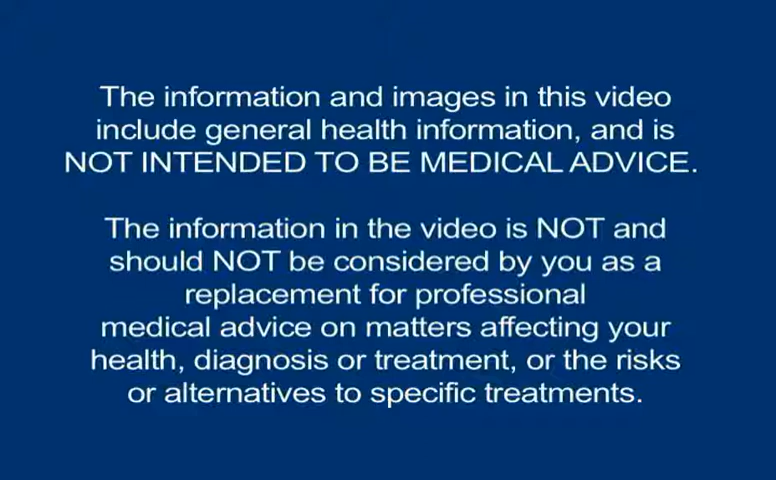 The information and images in this video
include general health information, and is
NOT INTENDED TO BE MEDICAL ADVICE.
The information in the video is NOT and
should NOT be considered by you as a
replacement for professional
medical advice on matters affecting your
health, diagnosis or treatment, or the risks
or alternatives to specific treatments.